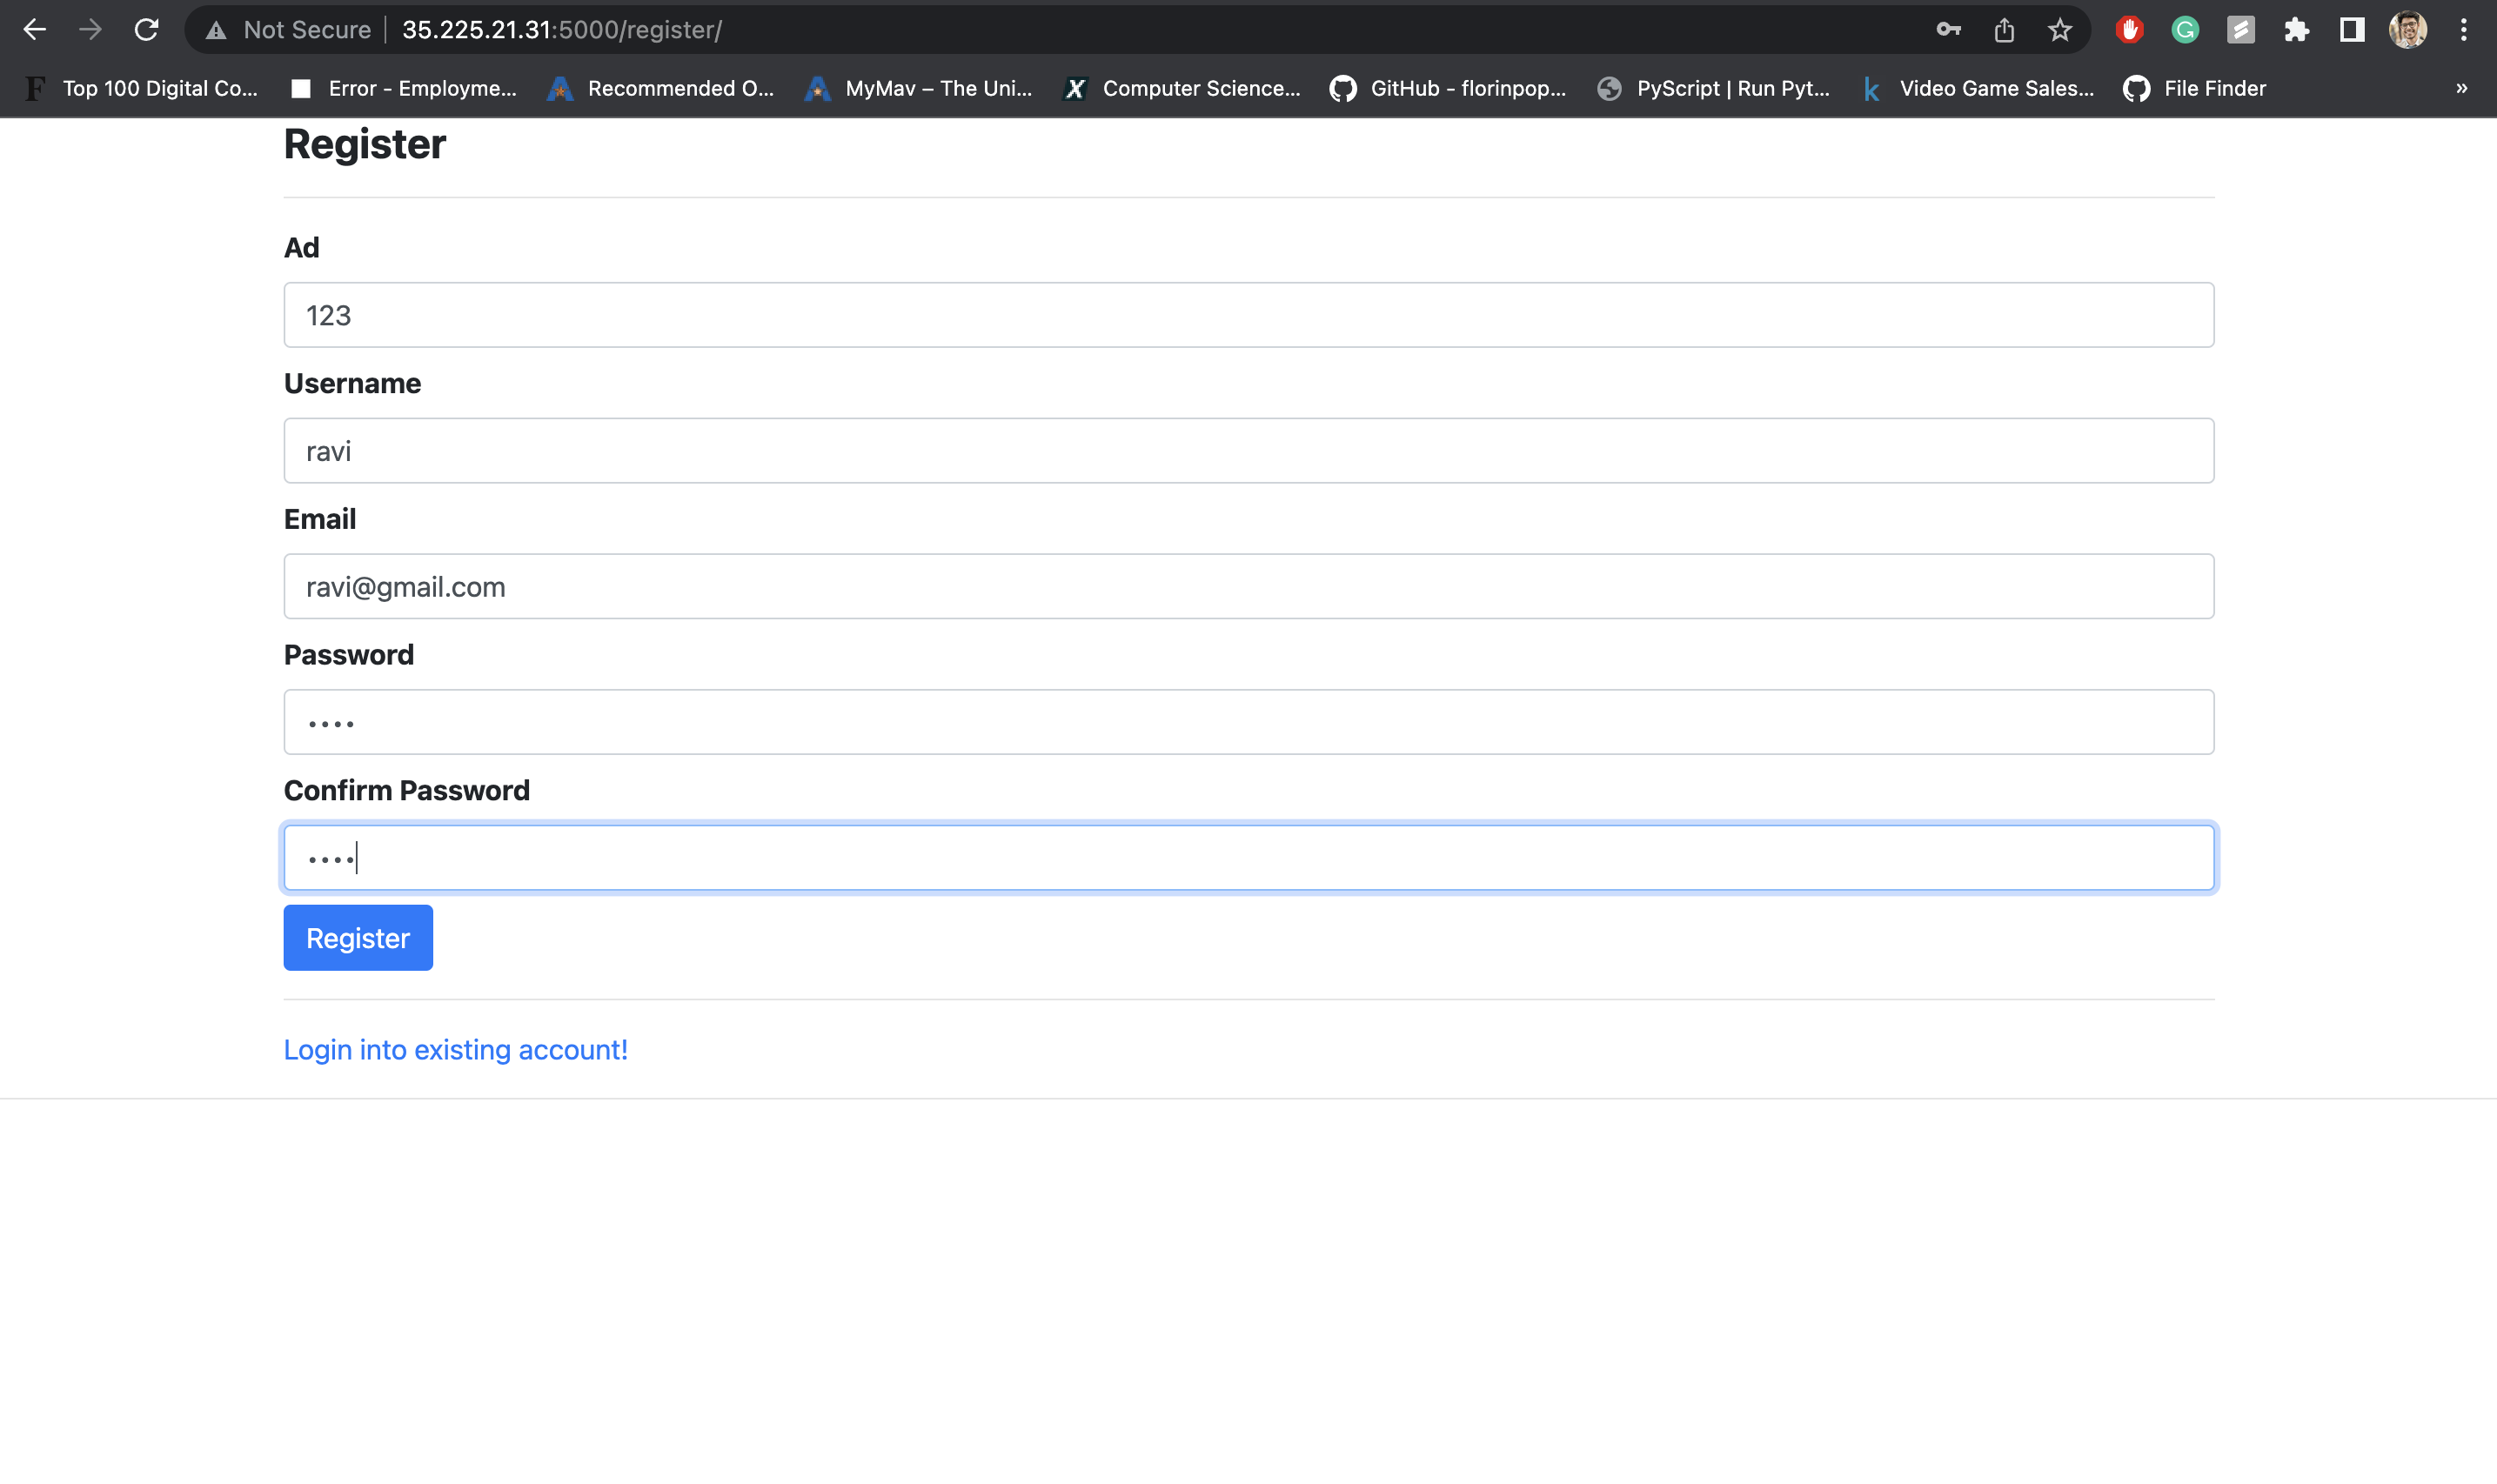 Not Secure 35.225.21.31:5000/register/
F Top 100 Digital Co... Error - Employme... Recommended O... MyMav – The Uni... X Computer Science... GitHub - florinpop... PyScript | Run Pyt... k Video Game Sales... File Finder »
Register
Ad
123
Username
ravi
Email
ravi@gmail.com
Password
••••
Confirm Password
••••
Register
Login into existing account!